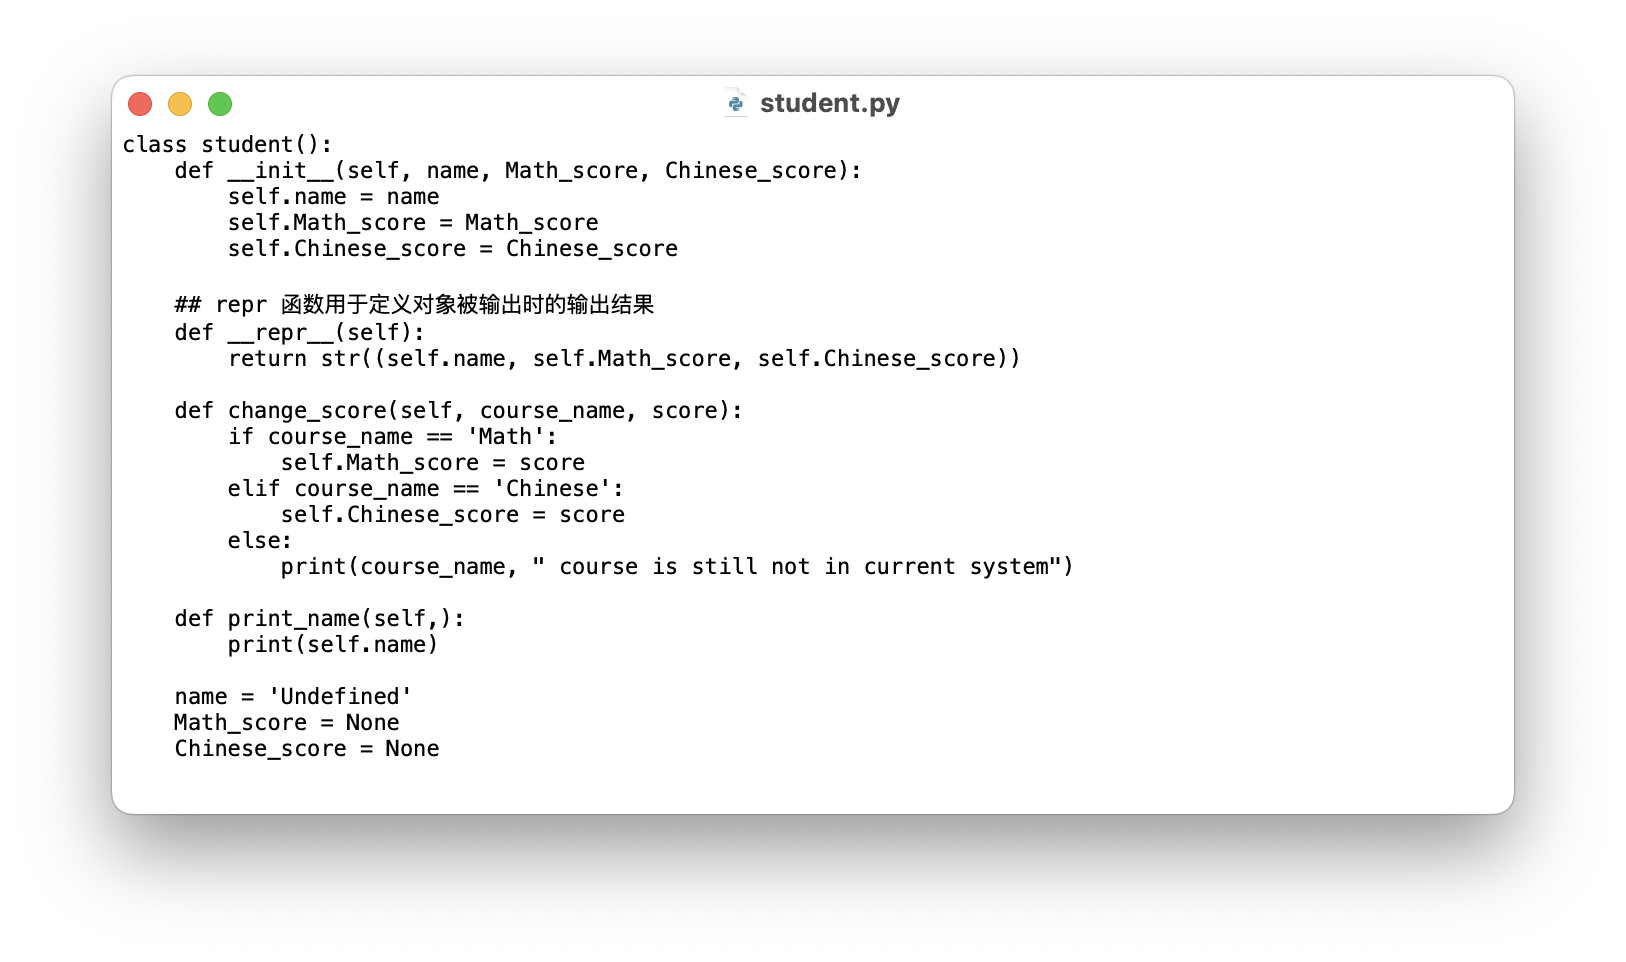 student.py
class student():
    def __init__(self, name, Math_score, Chinese_score):
        self.name = name
        self.Math_score = Math_score
        self.Chinese_score = Chinese_score

    ## repr 函数用于定义对象被输出时的输出结果
    def __repr__(self):
        return str((self.name, self.Math_score, self.Chinese_score))

    def change_score(self, course_name, score):
        if course_name == 'Math':
            self.Math_score = score
        elif course_name == 'Chinese':
            self.Chinese_score = score
        else:
            print(course_name, " course is still not in current system")

    def print_name(self,):
        print(self.name)

    name = 'Undefined'
    Math_score = None
    Chinese_score = None